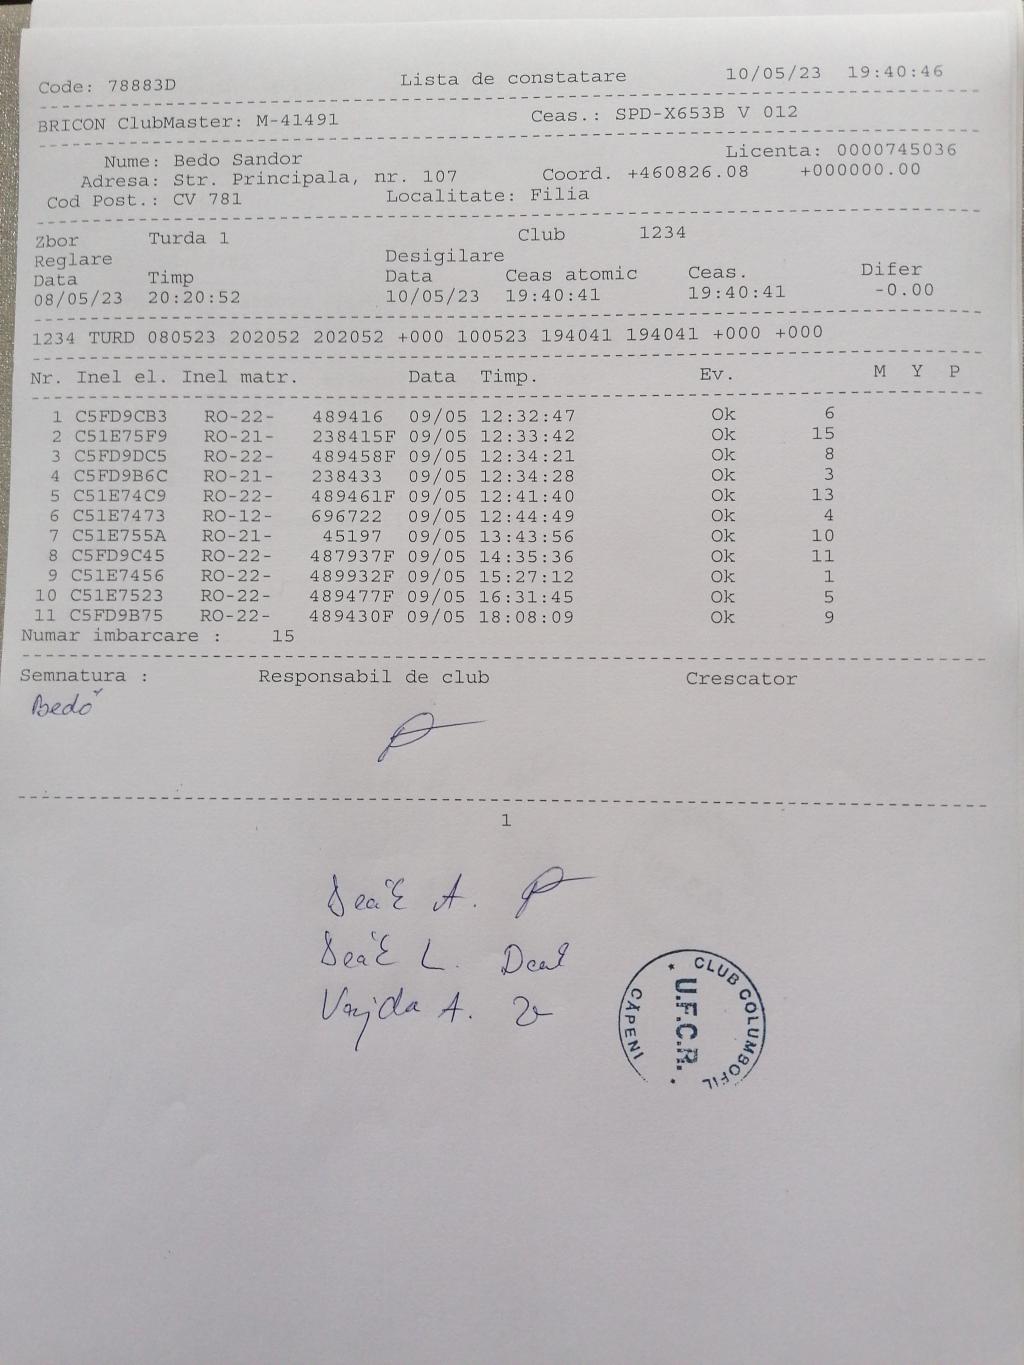 Code: 78883D Lista de constatare 10/05/23 19:40:46
BRICON ClubMaster: M-41491 Ceas.: SPD-X653B V 012
Nume: Bedo Sandor Licenta: 0000745036
Adresa: Str. Principala, nr. 107 Coord. +460826.08 +000000.00
Cod Post.: CV 781 Localitate: Filia
Zbor Turda 1 Club 1234
Reglare Desigilare
Data Timp Data Ceas atomic Ceas. Difer
08/05/23 20:20:52 10/05/23 19:40:41 19:40:41 -0.00
1234 TURD 080523 202052 202052 +000 100523 194041 194041 +000 +000
Nr. Inel el. Inel matr. Data Timp. Ev. M Y P
1 C5FD9CB3 RO-22- 489416 09/05 12:32:47 Ok 6
2 C51E75F9 RO-21- 238415F 09/05 12:33:42 Ok 15
3 C5FD9DC5 RO-22- 489458F 09/05 12:34:21 Ok 8
4 C5FD9B6C RO-21- 238433 09/05 12:34:28 Ok 3
5 C51E74C9 RO-22- 489461F 09/05 12:41:40 Ok 13
6 C51E7473 RO-12- 696722 09/05 12:44:49 Ok 4
7 C51E755A RO-21- 45197 09/05 13:43:56 Ok 10
8 C5FD9C45 RO-22- 487937F 09/05 14:35:36 Ok 11
9 C51E7456 RO-22- 489932F 09/05 15:27:12 Ok 1
10 C51E7523 RO-22- 489477F 09/05 16:31:45 Ok 5
11 C5FD9B75 RO-22- 489430F 09/05 18:08:09 Ok 9
Numar imbarcare : 15
Semnatura : Responsabil de club Crescator
Bedő
1
Deák A.
Deák L. Deak
Vajda A.
CLUB COLUMBOFIL
* U.F.C.R. *
CĂPENI